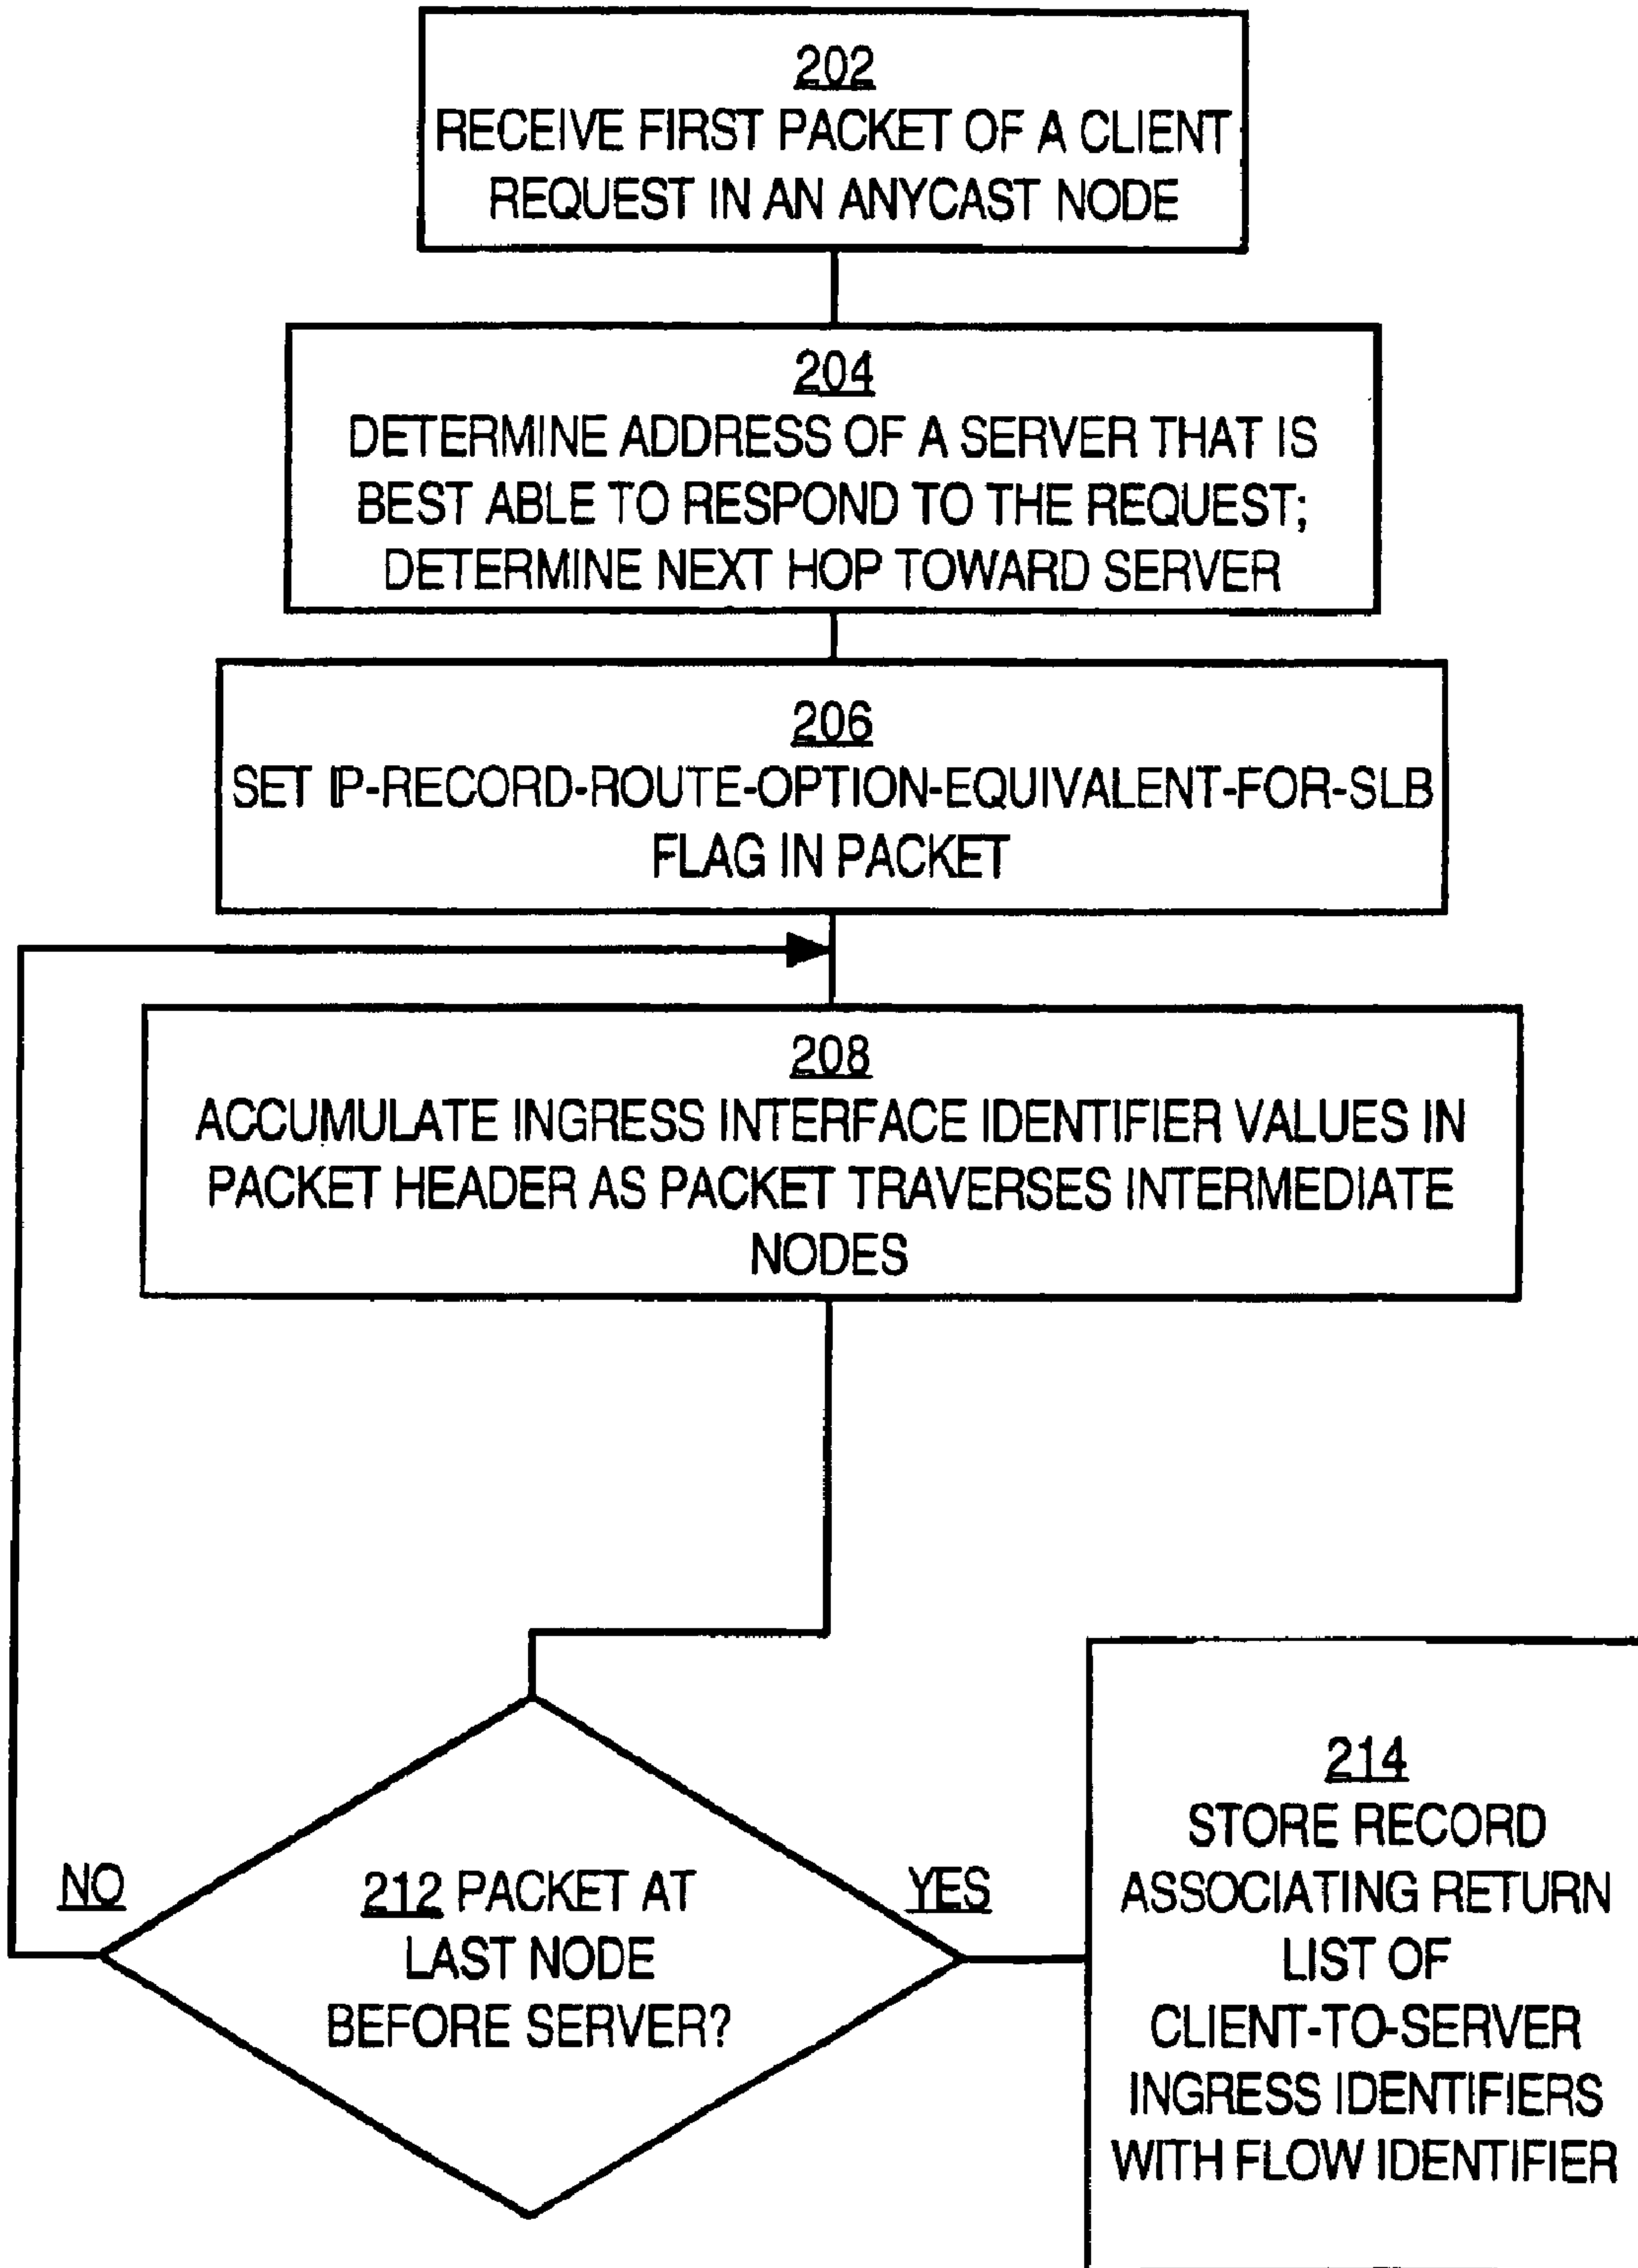 202
RECEIVE FIRST PACKET OF A CLIENT
REQUEST IN AN ANYCAST NODE
204
DETERMINE ADDRESS OF A SERVER THAT IS
BEST ABLE TO RESPOND TO THE REQUEST;
DETERMINE NEXT HOP TOWARD SERVER
206
SET IP-RECORD-ROUTE-OPTION-EQUIVALENT-FOR-SLB
FLAG IN PACKET
208
ACCUMULATE INGRESS INTERFACE IDENTIFIER VALUES IN
PACKET HEADER AS PACKET TRAVERSES INTERMEDIATE
NODES
NO
212 PACKET AT
LAST NODE
BEFORE SERVER?
YES
214
STORE RECORD
ASSOCIATING RETURN
LIST OF
CLIENT-TO-SERVER
INGRESS IDENTIFIERS
WITH FLOW IDENTIFIER